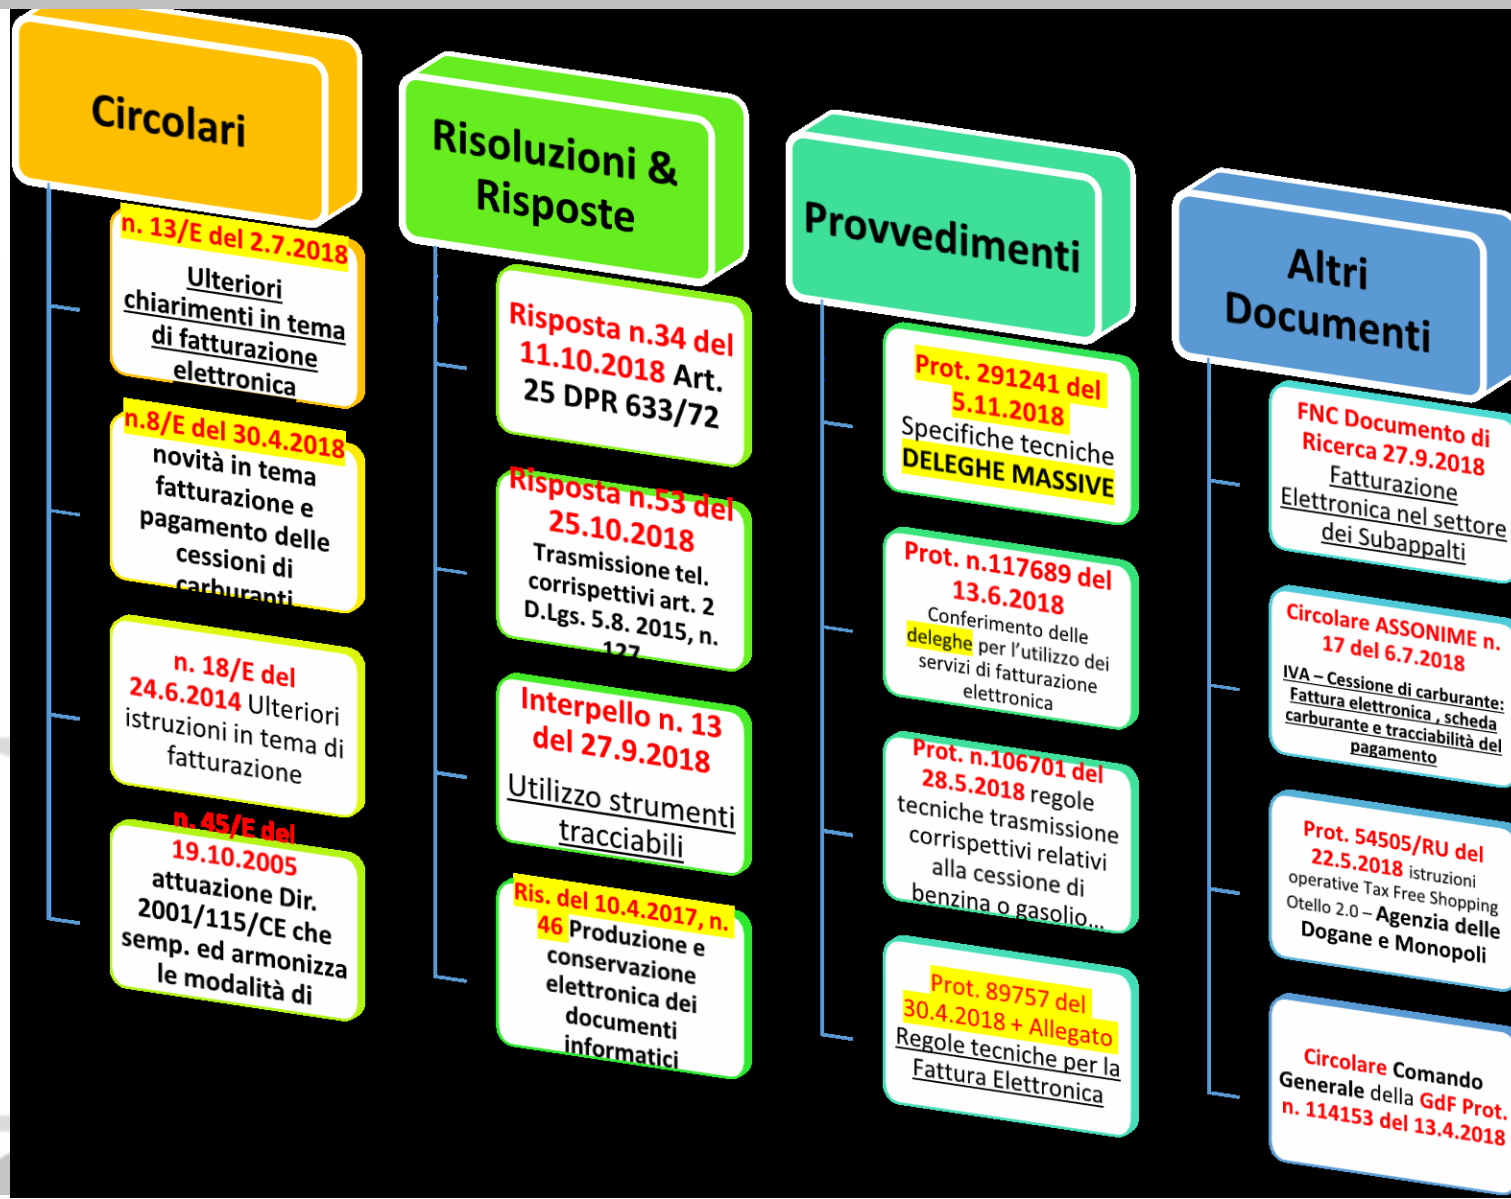 Circolari
n. 13/E del 2.7.2018
Ulteriori
chiarimenti in tema
di fatturazione
elettronica
n.8/E del 30.4.2018
novità in tema
fatturazione e
pagamento delle
cessioni di
carburanti
n. 18/E del
24.6.2014 Ulteriori
istruzioni in tema di
fatturazione
n. 45/E del
19.10.2005
attuazione Dir.
2001/115/CE che
semp. ed armonizza
le modalità di
Risoluzioni &
Risposte
Risposta n.34 del
11.10.2018 Art.
25 DPR 633/72
Risposta n.53 del
25.10.2018
Trasmissione tel.
corrispettivi art. 2
D.Lgs. 5.8. 2015, n.
127
Interpello n. 13
del 27.9.2018
Utilizzo strumenti
tracciabili
Ris. del 10.4.2017, n.
46 Produzione e
conservazione
elettronica dei
documenti
informatici
Provvedimenti
Prot. 291241 del
5.11.2018
Specifiche tecniche
DELEGHE MASSIVE
Prot. n.117689 del
13.6.2018
Conferimento delle
deleghe per l'utilizzo dei
servizi di fatturazione
elettronica
Prot. n.106701 del
28.5.2018 regole
tecniche trasmissione
corrispettivi relativi
alla cessione di
benzina o gasolio...
Prot. 89757 del
30.4.2018 + Allegato
Regole tecniche per la
Fattura Elettronica
Altri
Documenti
FNC Documento di
Ricerca 27.9.2018
Fatturazione
Elettronica nel settore
dei Subappalti
Circolare ASSONIME n.
17 del 6.7.2018
IVA – Cessione di carburante:
Fattura elettronica , scheda
carburante e tracciabilità del
pagamento
Prot. 54505/RU del
22.5.2018 istruzioni
operative Tax Free Shopping
Otello 2.0 – Agenzia delle
Dogane e Monopoli
Circolare Comando
Generale della GdF Prot.
n. 114153 del 13.4.2018